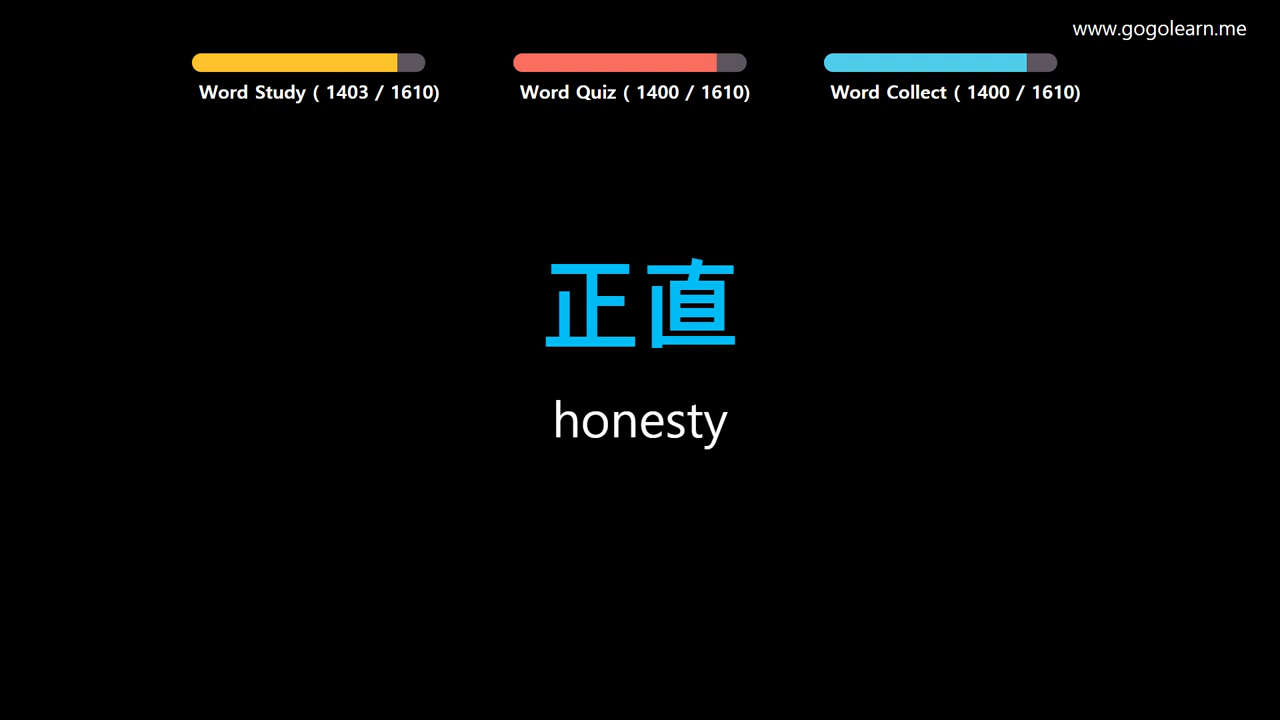 www.gogolearn.me
Word Study ( 1403 / 1610)
Word Quiz ( 1400 / 1610)
Word Collect ( 1400 / 1610)
正直
honesty